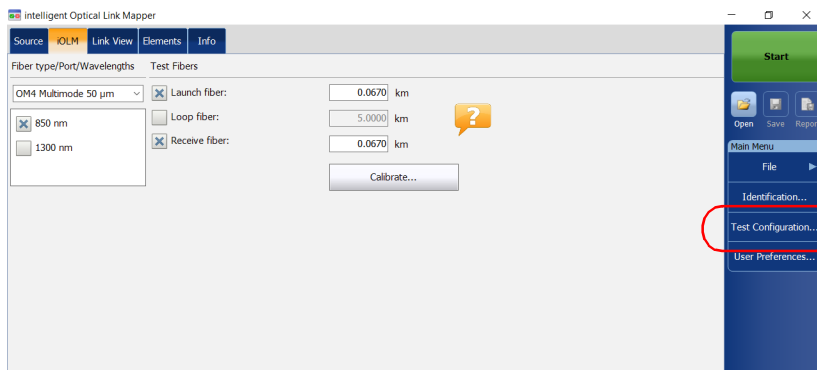 intelligent Optical Link Mapper
Source iOLM Link View Elements Info
Start
Fiber type/Port/Wavelengths Test Fibers
OM4 Multimode 50 µm
Launch fiber: 0.0670 km
850 nm
Loop fiber: 5.0000 km
?
1300 nm
Receive fiber: 0.0670 km
Calibrate...
Open Save Repor
Main Menu
File
Identification...
Test Configuration...
User Preferences...